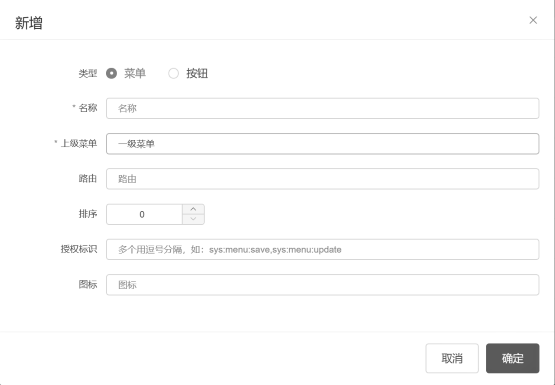 新增
类型 菜单 按钮
* 名称 名称
* 上级菜单 一级菜单
路由 路由
排序 0
授权标识 多个用逗号分隔，如：sys:menu:save,sys:menu:update
图标 图标
取消 确定